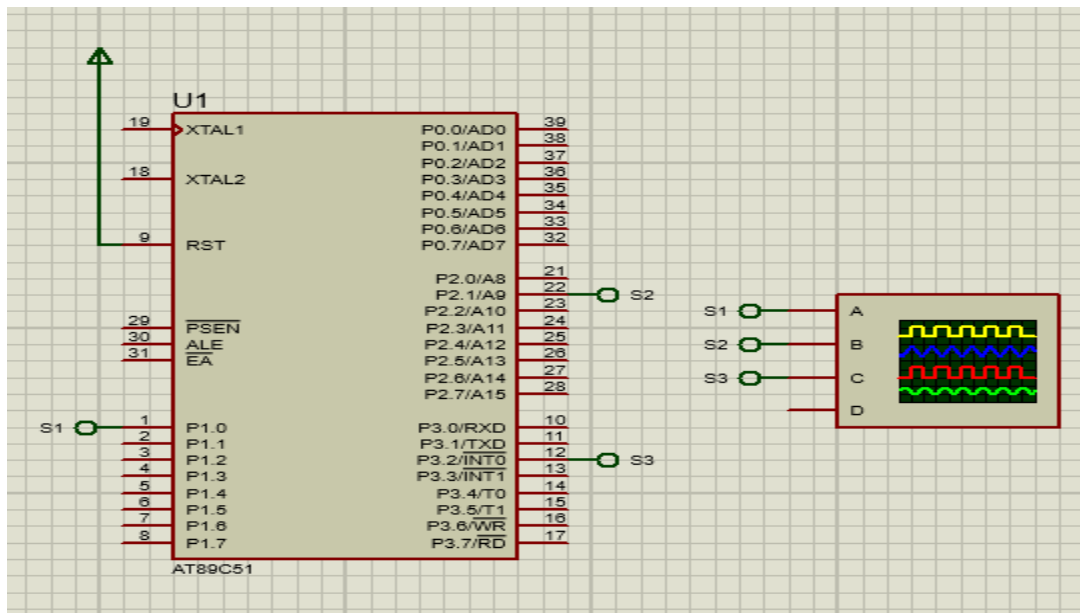 U1
19 XTAL1
18 XTAL2
9 RST
29 PSEN
30 ALE
31 EA
S1 1 P1.0
2 P1.1
3 P1.2
4 P1.3
5 P1.4
6 P1.5
7 P1.6
8 P1.7
P0.0/AD0 39
P0.1/AD1 38
P0.2/AD2 37
P0.3/AD3 36
P0.4/AD4 35
P0.5/AD5 34
P0.6/AD6 33
P0.7/AD7 32
P2.0/A8 21
P2.1/A9 22 S2
P2.2/A10 23
P2.3/A11 24
P2.4/A12 25
P2.5/A13 26
P2.6/A14 27
P2.7/A15 28
P3.0/RXD 10
P3.1/TXD 11
P3.2/INT0 12 S3
P3.3/INT1 13
P3.4/T0 14
P3.5/T1 15
P3.6/WR 16
P3.7/RD 17
AT89C51
S1 A
S2 B
S3 C
D